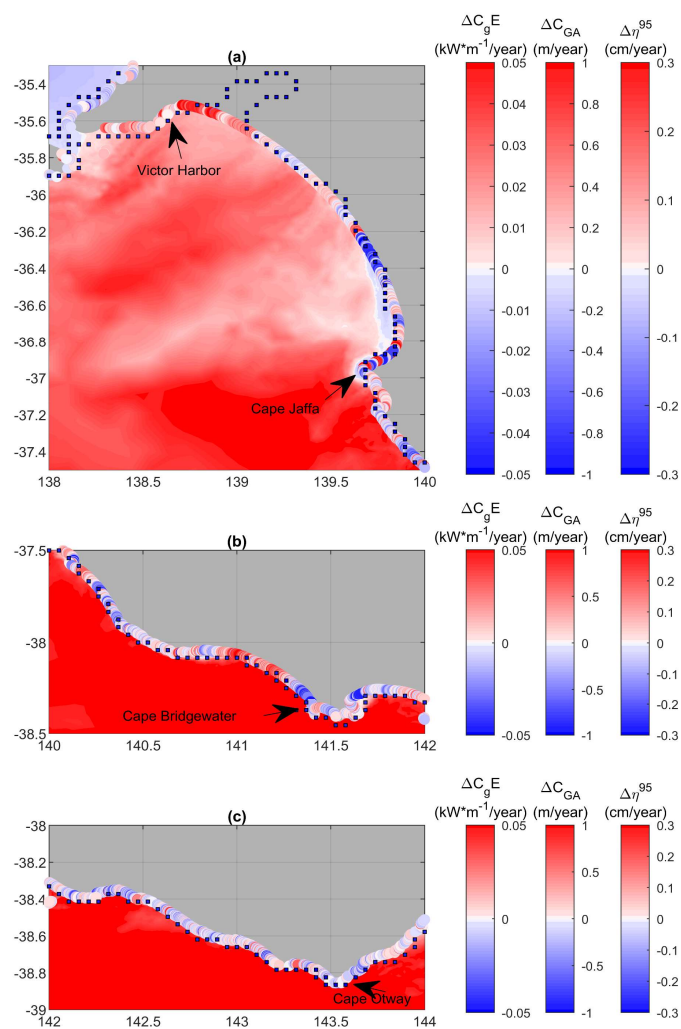 ΔC_gE ΔC_GA Δη^95
(kW*m^-1/year) (m/year) (cm/year)
(a)
-35.4
-35.6
-35.8
-36
-36.2
-36.4
-36.6
-36.8
-37
-37.2
-37.4
Victor Harbor
Cape Jaffa
138 138.5 139 139.5 140
0.05 1 0.3
0.04 0.8
0.03 0.6 0.2
0.02 0.4 0.1
0.01 0.2
0 0 0
-0.01 -0.2
-0.02 -0.4 -0.1
-0.03 -0.6 -0.2
-0.04 -0.8
-0.05 -1 -0.3
ΔC_gE ΔC_GA Δη^95
(kW*m^-1/year) (m/year) (cm/year)
(b)
-37.5
-38
-38.5
Cape Bridgewater
140 140.5 141 141.5 142
0.05 1 0.3
0.2
0.5
0.1
0 0 0
-0.1
-0.5
-0.2
-0.05 -1 -0.3
ΔC_gE ΔC_GA Δη^95
(kW*m^-1/year) (m/year) (cm/year)
(c)
-38
-38.2
-38.4
-38.6
-38.8
-39
Cape Otway
142 142.5 143 143.5 144
0.05 1 0.3
0.2
0.5
0.1
0 0 0
-0.1
-0.5
-0.2
-0.05 -1 -0.3